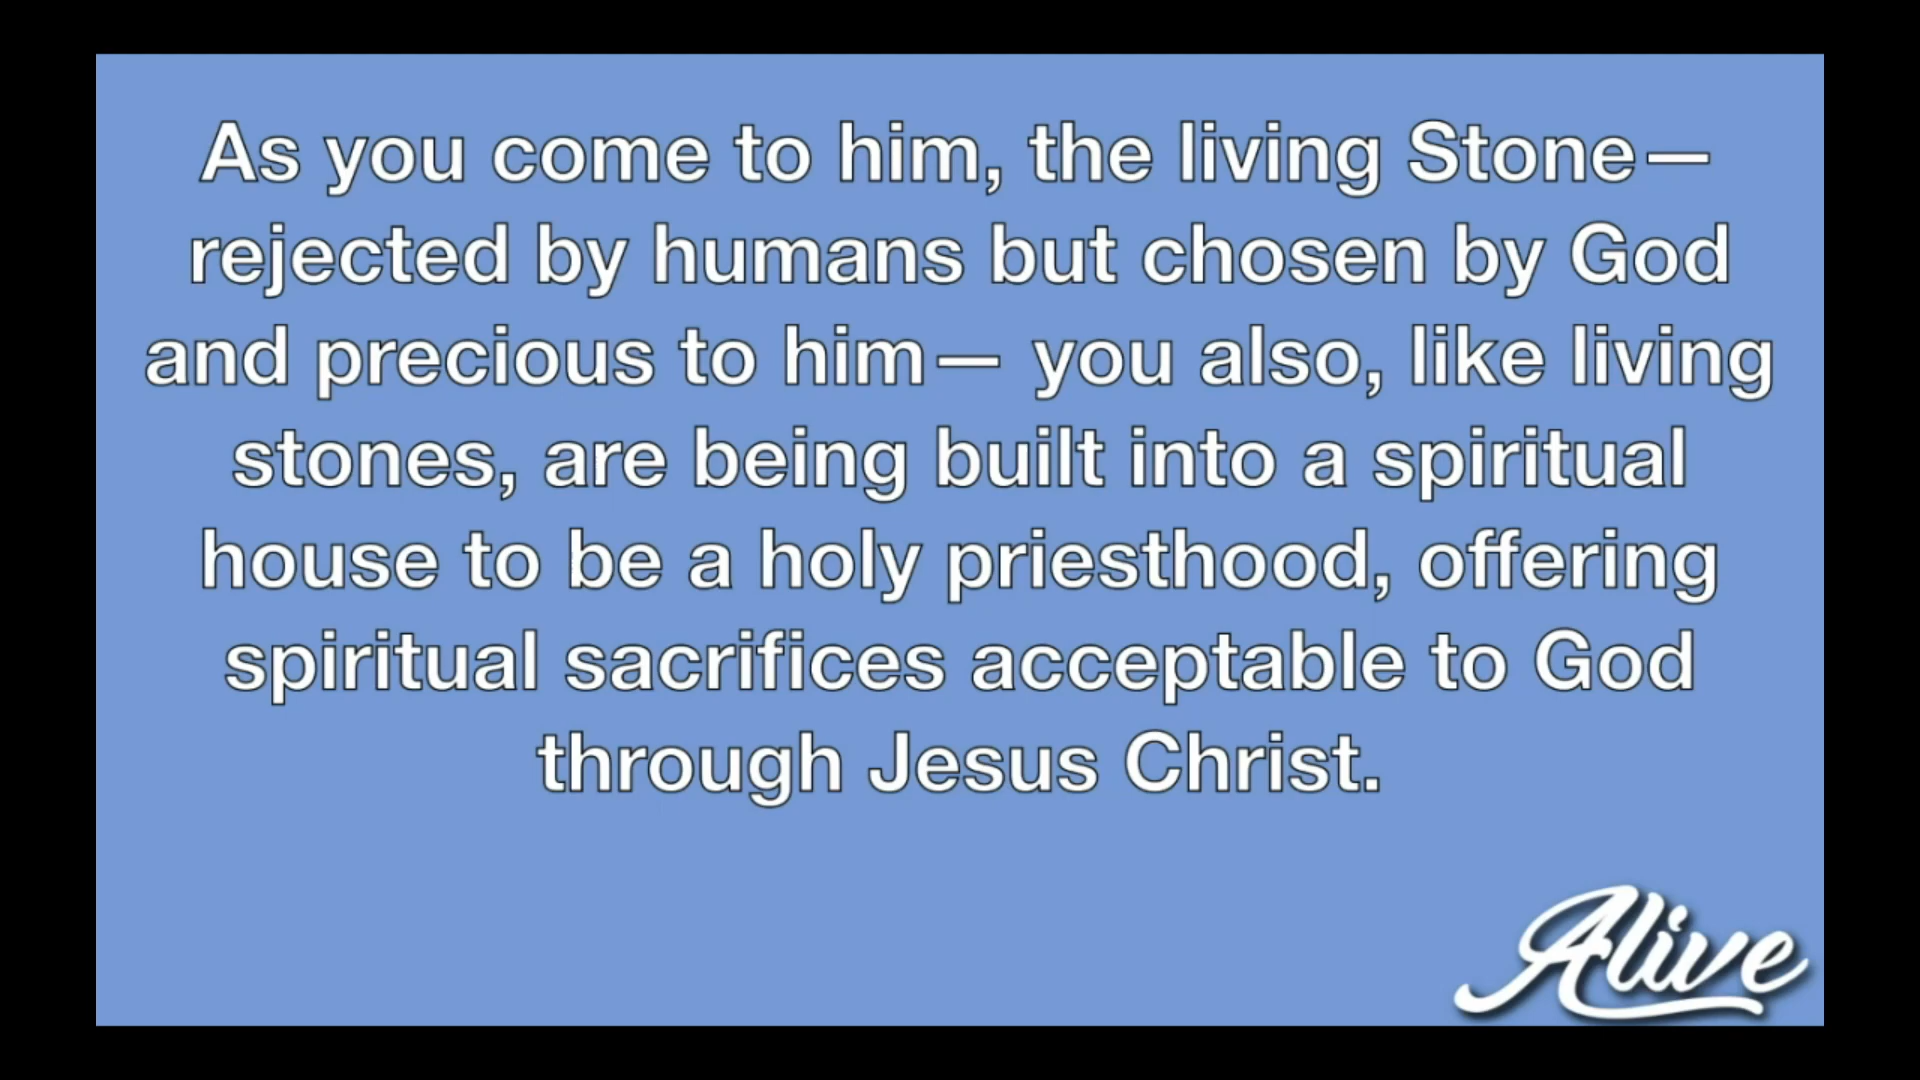 As you come to him, the living Stone—
rejected by humans but chosen by God
and precious to him— you also, like living
stones, are being built into a spiritual
house to be a holy priesthood, offering
spiritual sacrifices acceptable to God
through Jesus Christ.
Alive